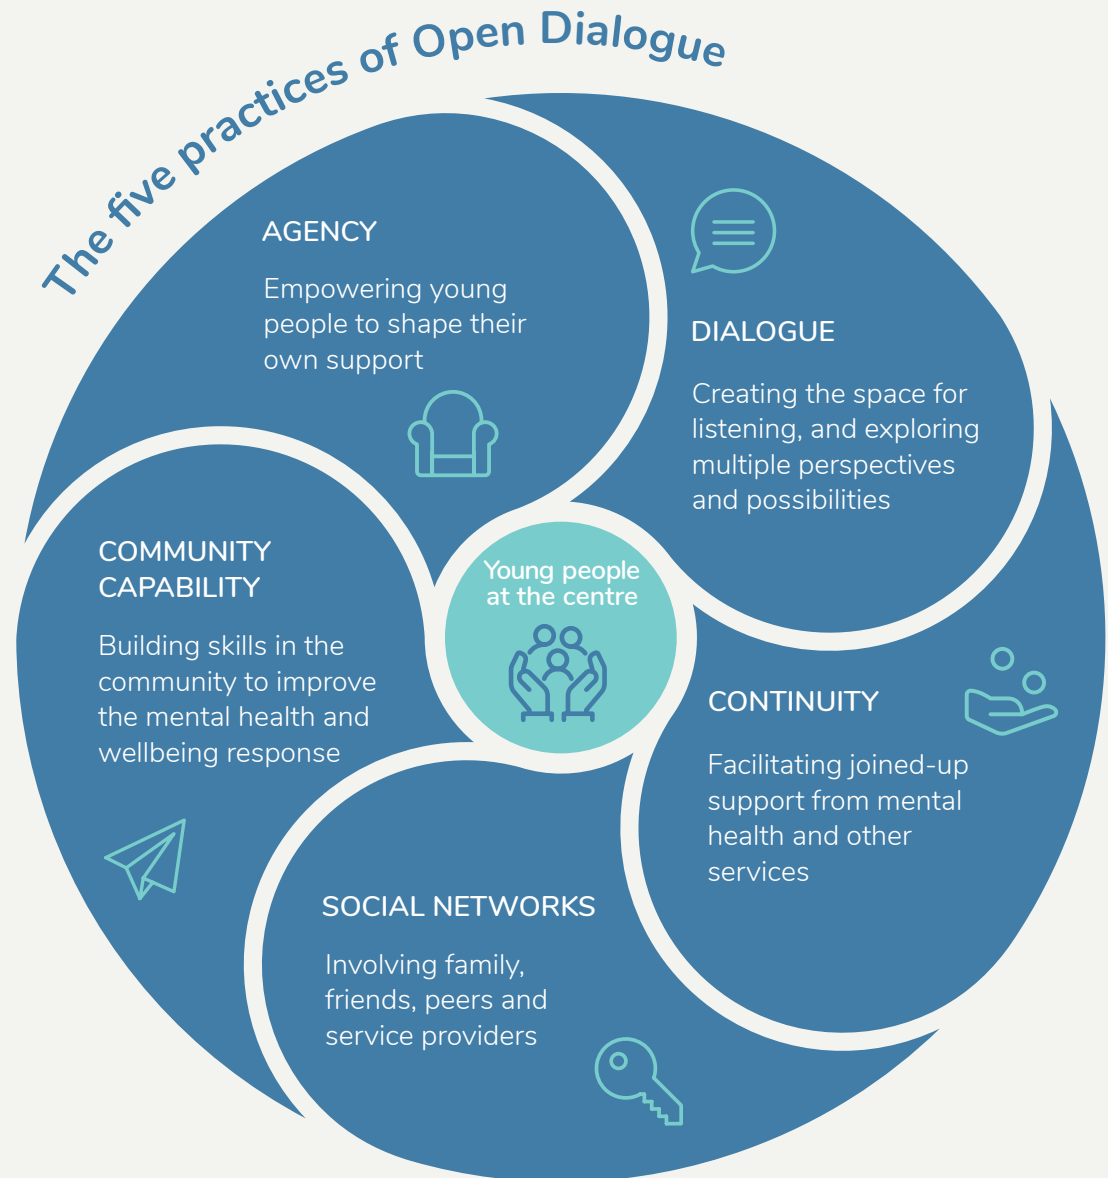 The five practices of Open Dialogue
AGENCY
Empowering young
people to shape their
own support
DIALOGUE
Creating the space for
listening, and exploring
multiple perspectives
and possibilities
CONTINUITY
Facilitating joined-up
support from mental
health and other
services
SOCIAL NETWORKS
Involving family,
friends, peers and
service providers
COMMUNITY
CAPABILITY
Building skills in the
community to improve
the mental health and
wellbeing response
Young people
at the centre